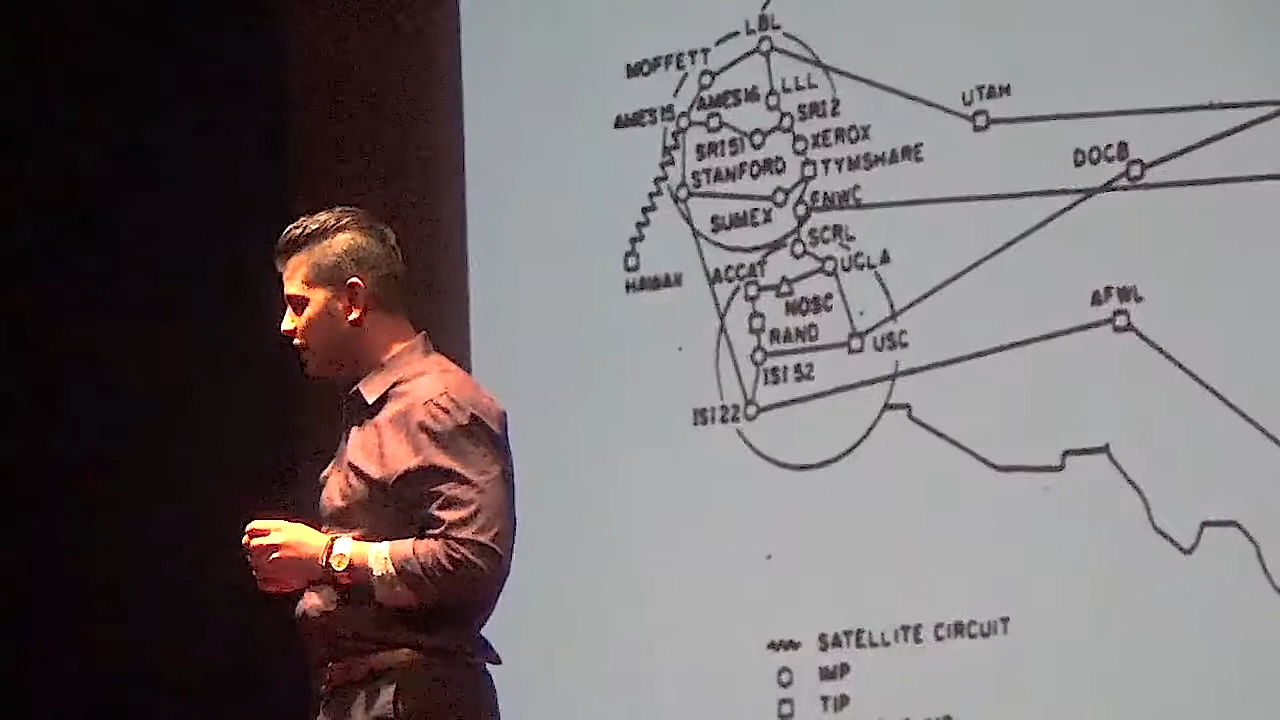 LBL
MOFFETT
LLL
AMES16
AMES15
SRI2
UTAH
XEROX
SRI51
DOCB
TYMSHARE
STANFORD
FNWC
SUMEX
SCRL
UCLA
ACCAT
HAWAII
NOSC
AFWL
RAND
USC
ISI52
ISI22
SATELLITE CIRCUIT
IMP
TIP